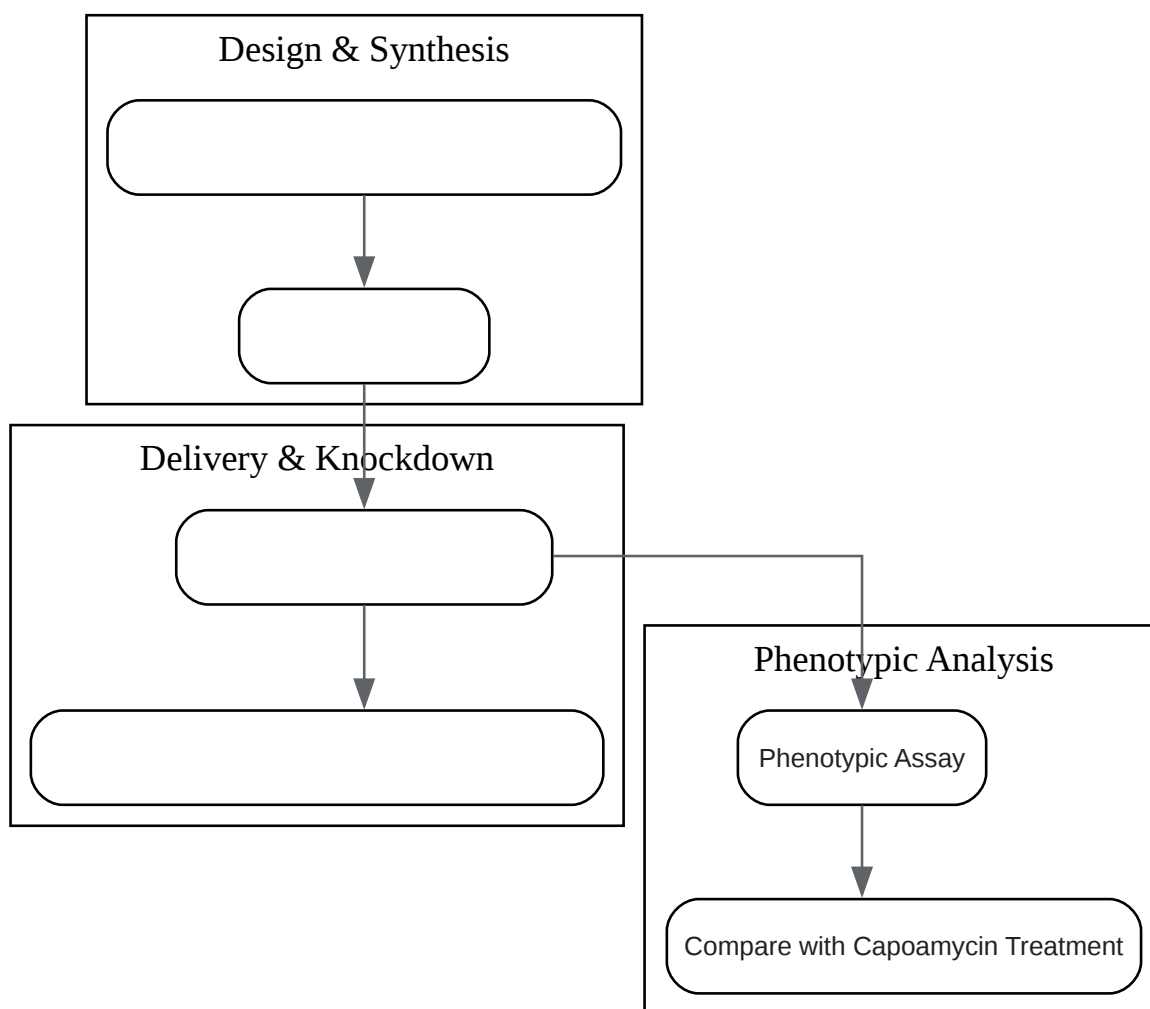 Design & Synthesis
Delivery & Knockdown
Phenotypic Analysis
Phenotypic Assay
Compare with Capoamycin Treatment